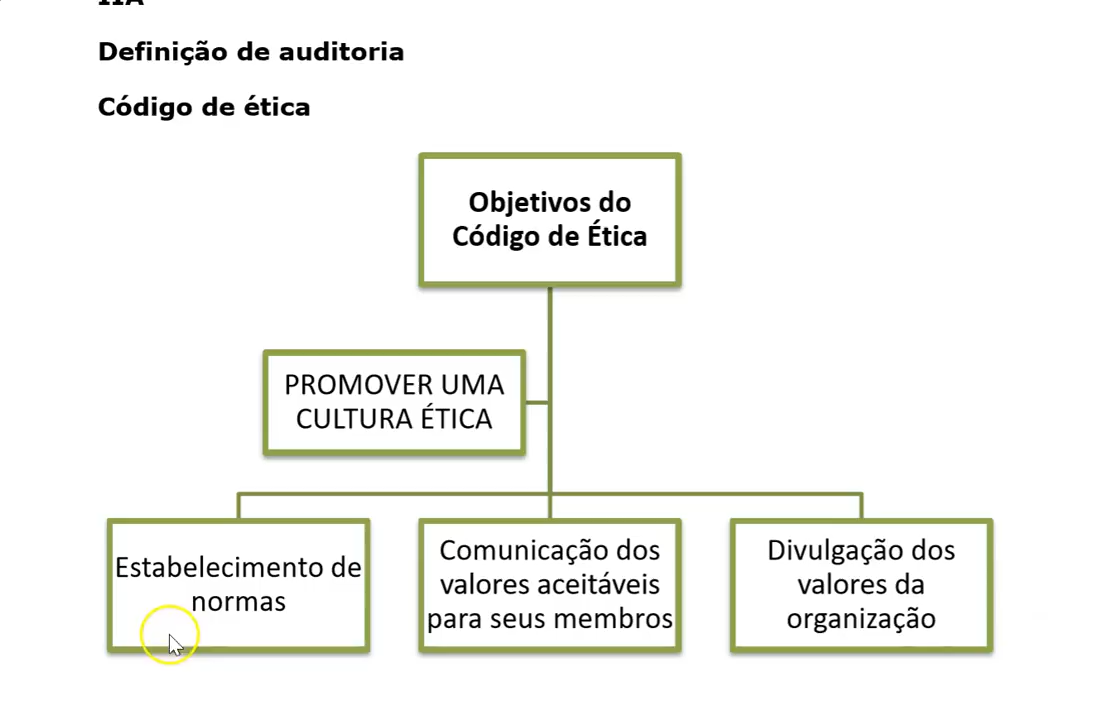 Definição de auditoria
Código de ética
Objetivos do
Código de Ética
PROMOVER UMA
CULTURA ÉTICA
Estabelecimento de
normas
Comunicação dos
valores aceitáveis
para seus membros
Divulgação dos
valores da
organização